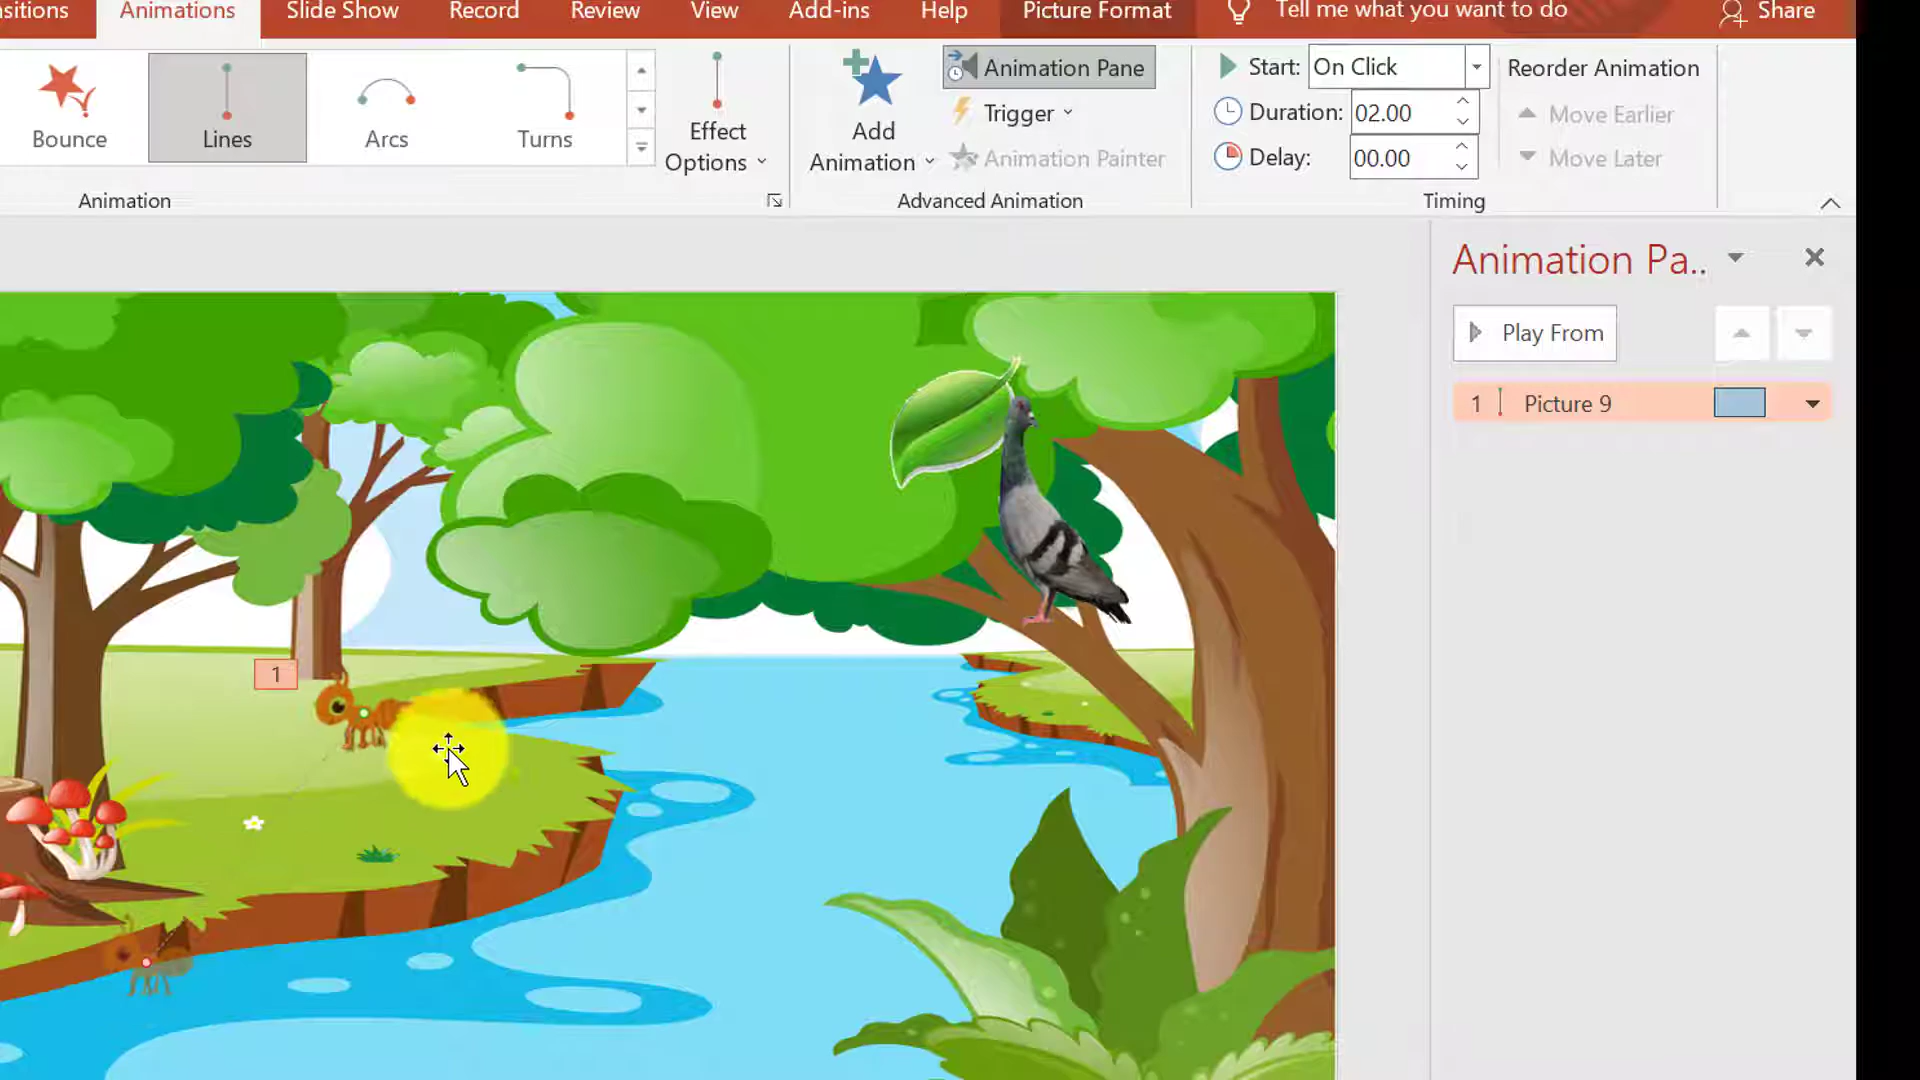 sitions Animations Slide Show Record Review View Add-ins Help Picture Format Tell me what you want to do Share
Bounce Lines Arcs Turns
Effect Options
Add Animation
Animation Pane
Trigger
Animation Painter
Start: On Click
Duration: 02.00
Delay: 00.00
Reorder Animation
Move Earlier
Move Later
Animation
Advanced Animation
Timing
Animation Pa..
Play From
1 Picture 9
1